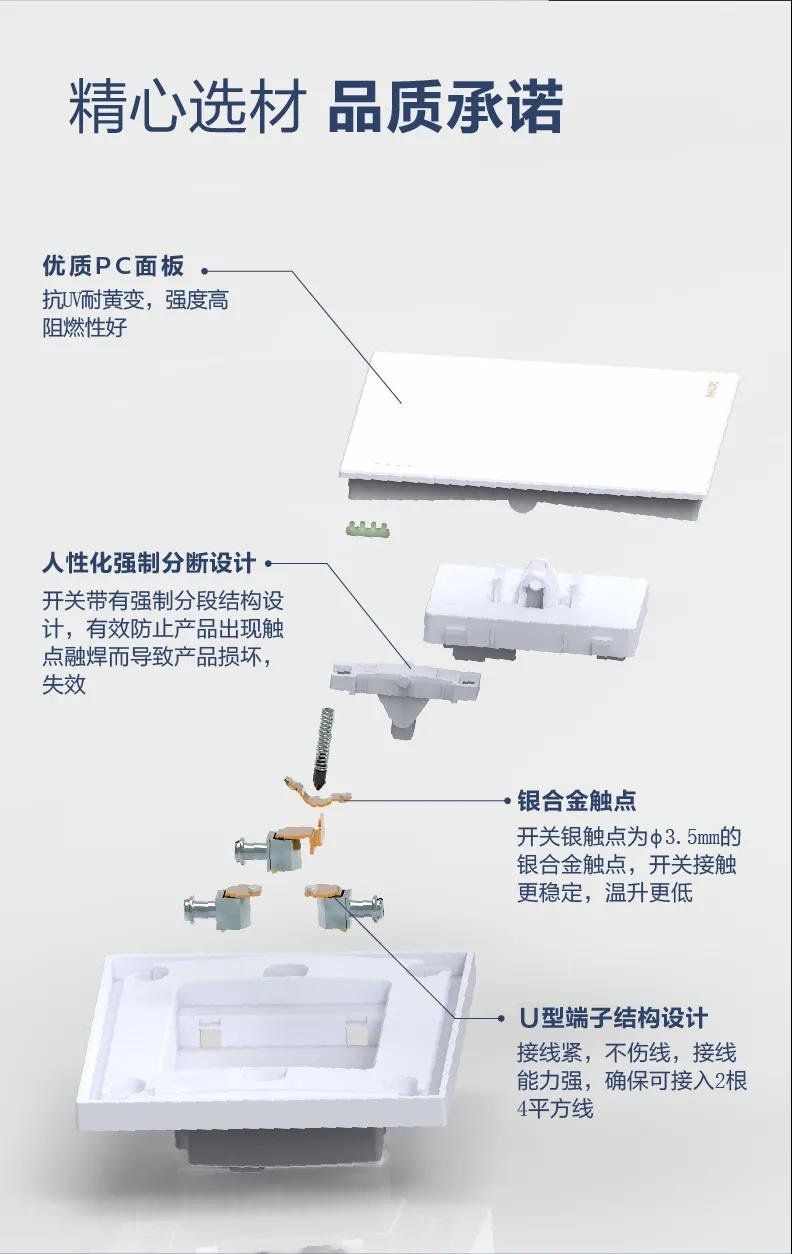 精心选材 品质承诺
优质PC面板
抗UV耐黄变，强度高
阻燃性好
人性化强制分断设计
开关带有强制分段结构设
计，有效防止产品出现触
点融焊而导致产品损坏，
失效
银合金触点
开关银触点为φ3.5mm的
银合金触点，开关接触
更稳定，温升更低
U型端子结构设计
接线紧，不伤线，接线
能力强，确保可接入2根
4平方线